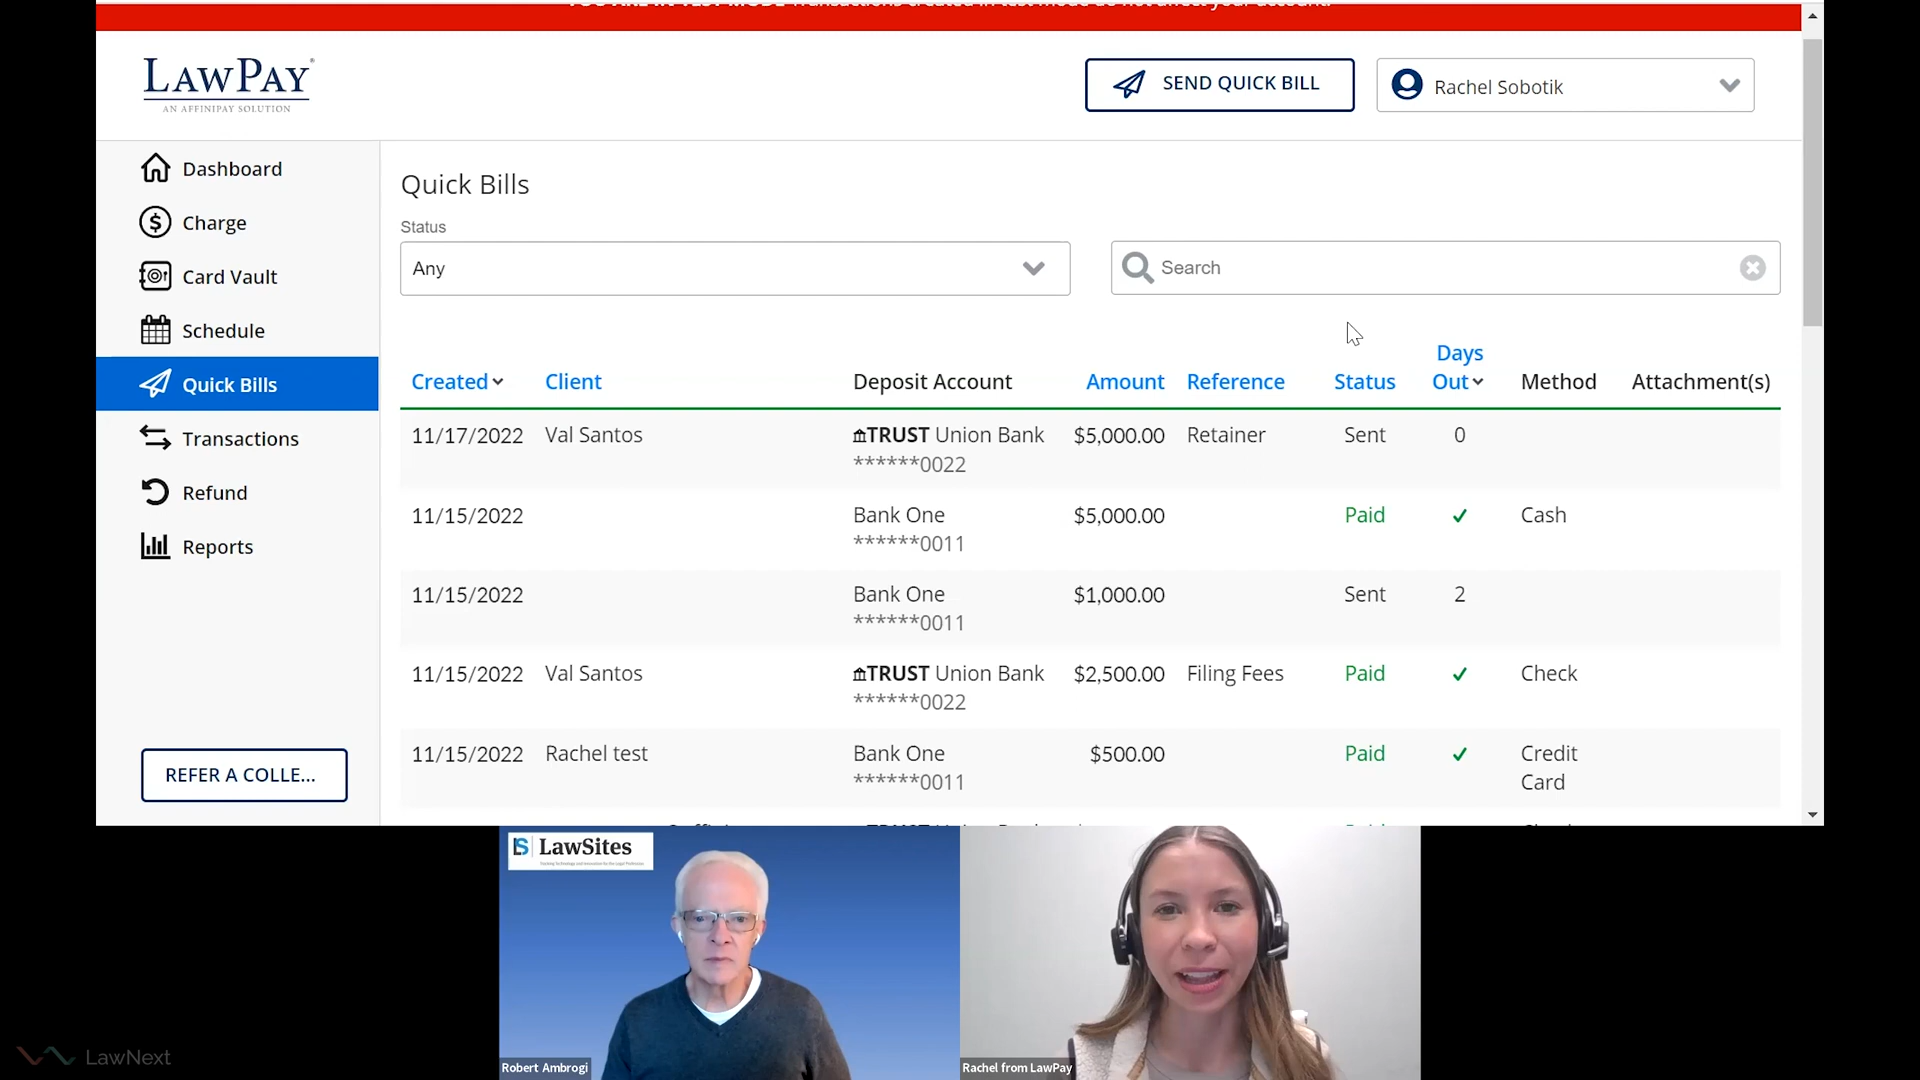 LAWPAY®
AN AFFINIPAY SOLUTION
SEND QUICK BILL
Rachel Sobotik
Dashboard
Charge
Card Vault
Schedule
Quick Bills
Transactions
Refund
Reports
REFER A COLLE...
Quick Bills
Status
Any
Search
Created Client Deposit Account Amount Reference Status Days Out Method Attachment(s)
11/17/2022 Val Santos TRUST Union Bank $5,000.00 Retainer Sent 0
******0022
11/15/2022 Bank One $5,000.00 Paid Cash
******0011
11/15/2022 Bank One $1,000.00 Sent 2
******0011
11/15/2022 Val Santos TRUST Union Bank $2,500.00 Filing Fees Paid Check
******0022
11/15/2022 Rachel test Bank One $500.00 Paid Credit Card
******0011
LS LawSites
Robert Ambrogi
Rachel from LawPay
LawNext